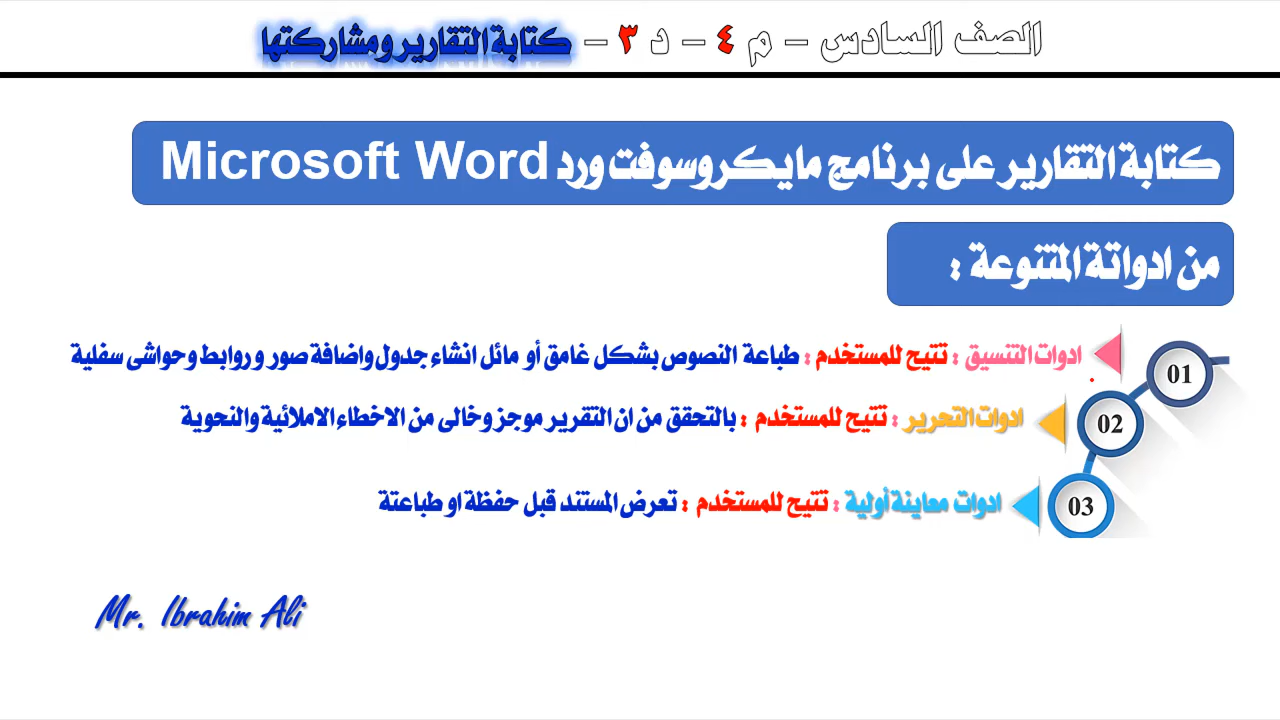 الصف السادس – م ٤ – د ٣ – كتابة التقارير ومشاركتها
كتابة التقارير على برنامج مايكروسوفت ورد Microsoft Word
من ادواتة المتنوعة :
01 ادوات التنسيق : تتيح للمستخدم : طباعة النصوص بشكل غامق أو مائل انشاء جدول واضافة صور و روابط وحواشى سفلية
02 ادوات التحرير : تتيح للمستخدم : بالتحقق من ان التقرير موجز وخالى من الاخطاء الاملائية والنحوية
03 ادوات معاينة أولية : تتيح للمستخدم : تعرض المستند قبل حفظة او طباعتة
Mr. Ibrahim Ali